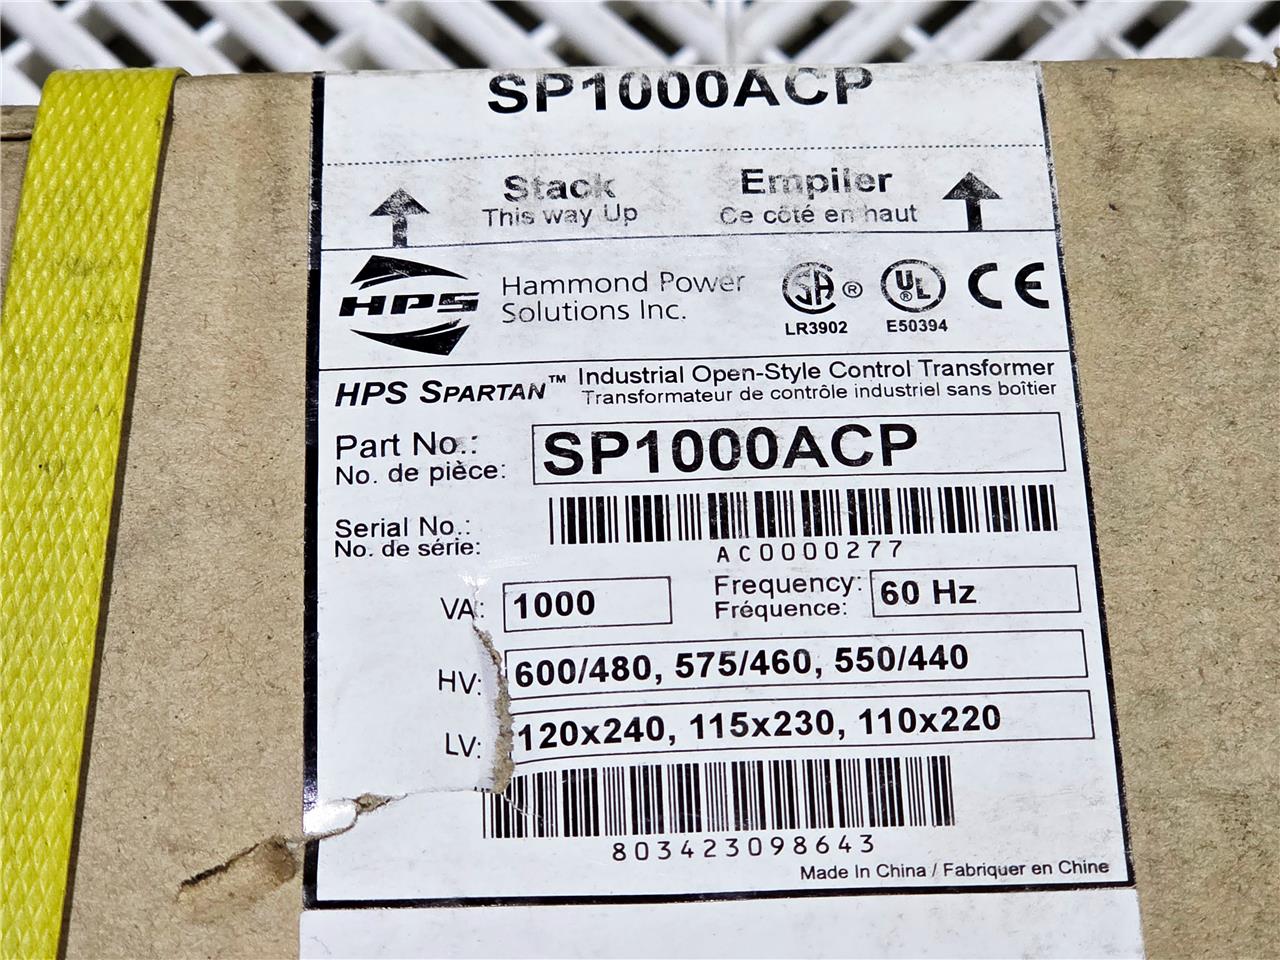 SP1000ACP
Stack Empiler
This way Up Ce côté en haut
HPS Hammond Power Solutions Inc.
SA ® UL ® CE
LR3902 E50394
HPS SPARTAN™ Industrial Open-Style Control Transformer
Transformateur de contrôle industriel sans boîtier
Part No.: SP1000ACP
No. de pièce:
Serial No.:
No. de série: AC0000277
VA: 1000 Frequency: 60 Hz
Fréquence:
HV: 600/480, 575/460, 550/440
LV: 120x240, 115x230, 110x220
803423098643
Made In China / Fabriquer en Chine